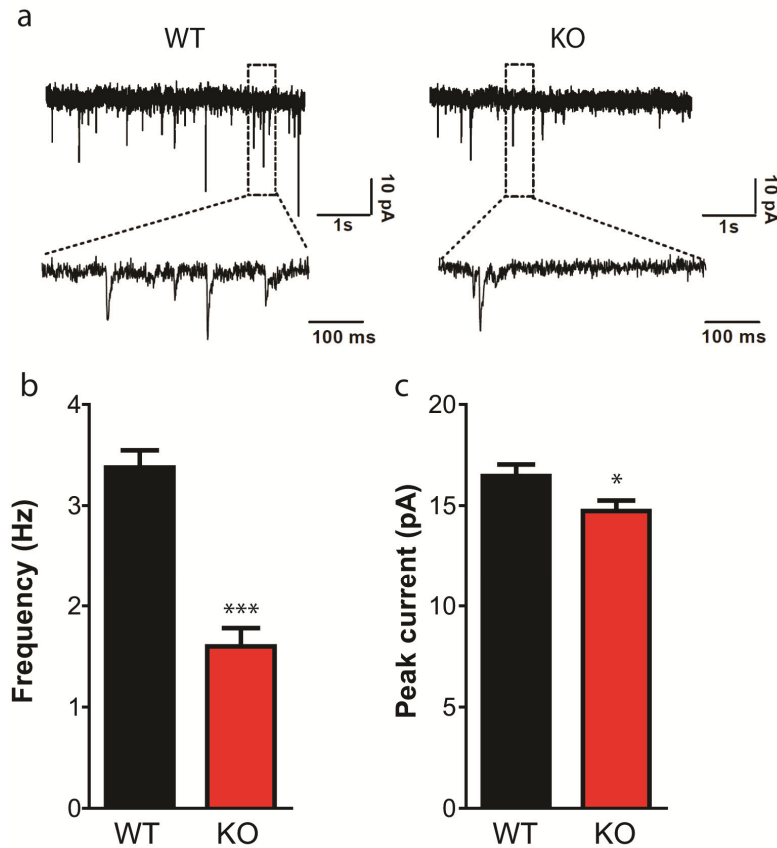 a
WT
KO
10 pA
1s
10 pA
1s
100 ms
100 ms
b
Frequency (Hz)
4
3
2
1
0
***
WT
KO
c
Peak current (pA)
20
15
10
5
0
*
WT
KO